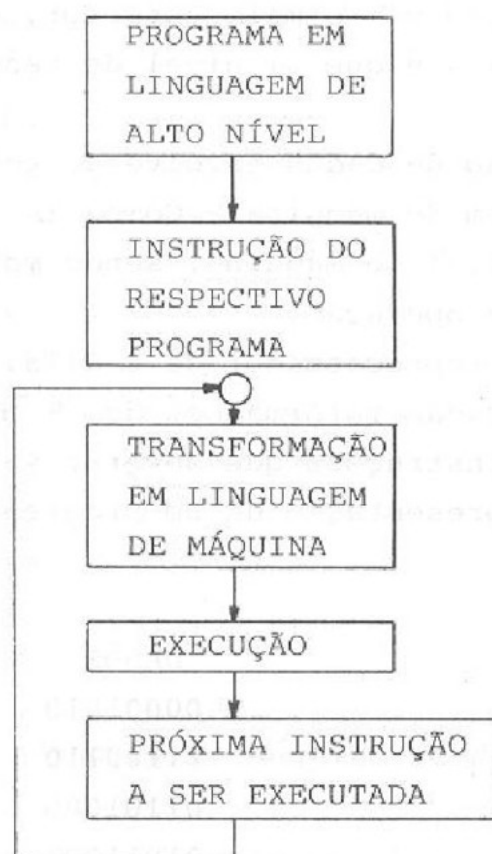 PROGRAMA EM
LINGUAGEM DE
ALTO NÍVEL
INSTRUÇÃO DO
RESPECTIVO
PROGRAMA
TRANSFORMAÇÃO
EM LINGUAGEM
DE MÁQUINA
EXECUÇÃO
PRÓXIMA INSTRUÇÃO
A SER EXECUTADA